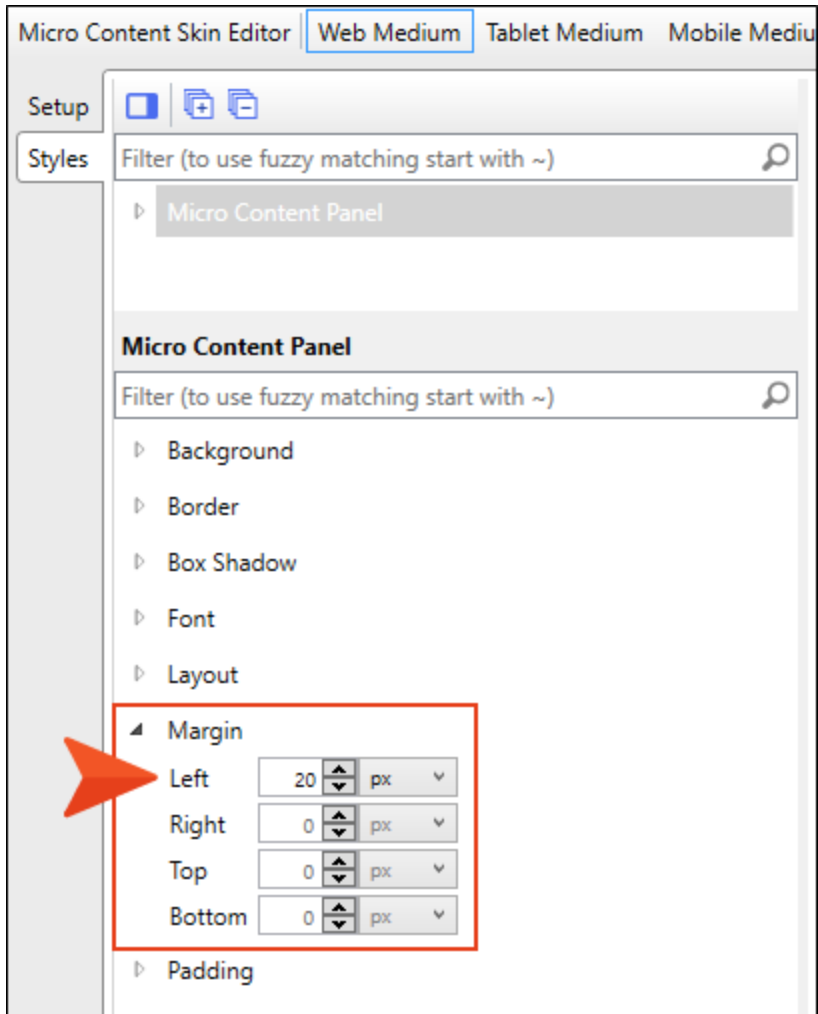 Micro Content Skin Editor Web Medium Tablet Medium Mobile Mediu
Setup
Styles
Filter (to use fuzzy matching start with ~)
Micro Content Panel
Micro Content Panel
Filter (to use fuzzy matching start with ~)
Background
Border
Box Shadow
Font
Layout
Margin
Left 20 px
Right 0 px
Top 0 px
Bottom 0 px
Padding